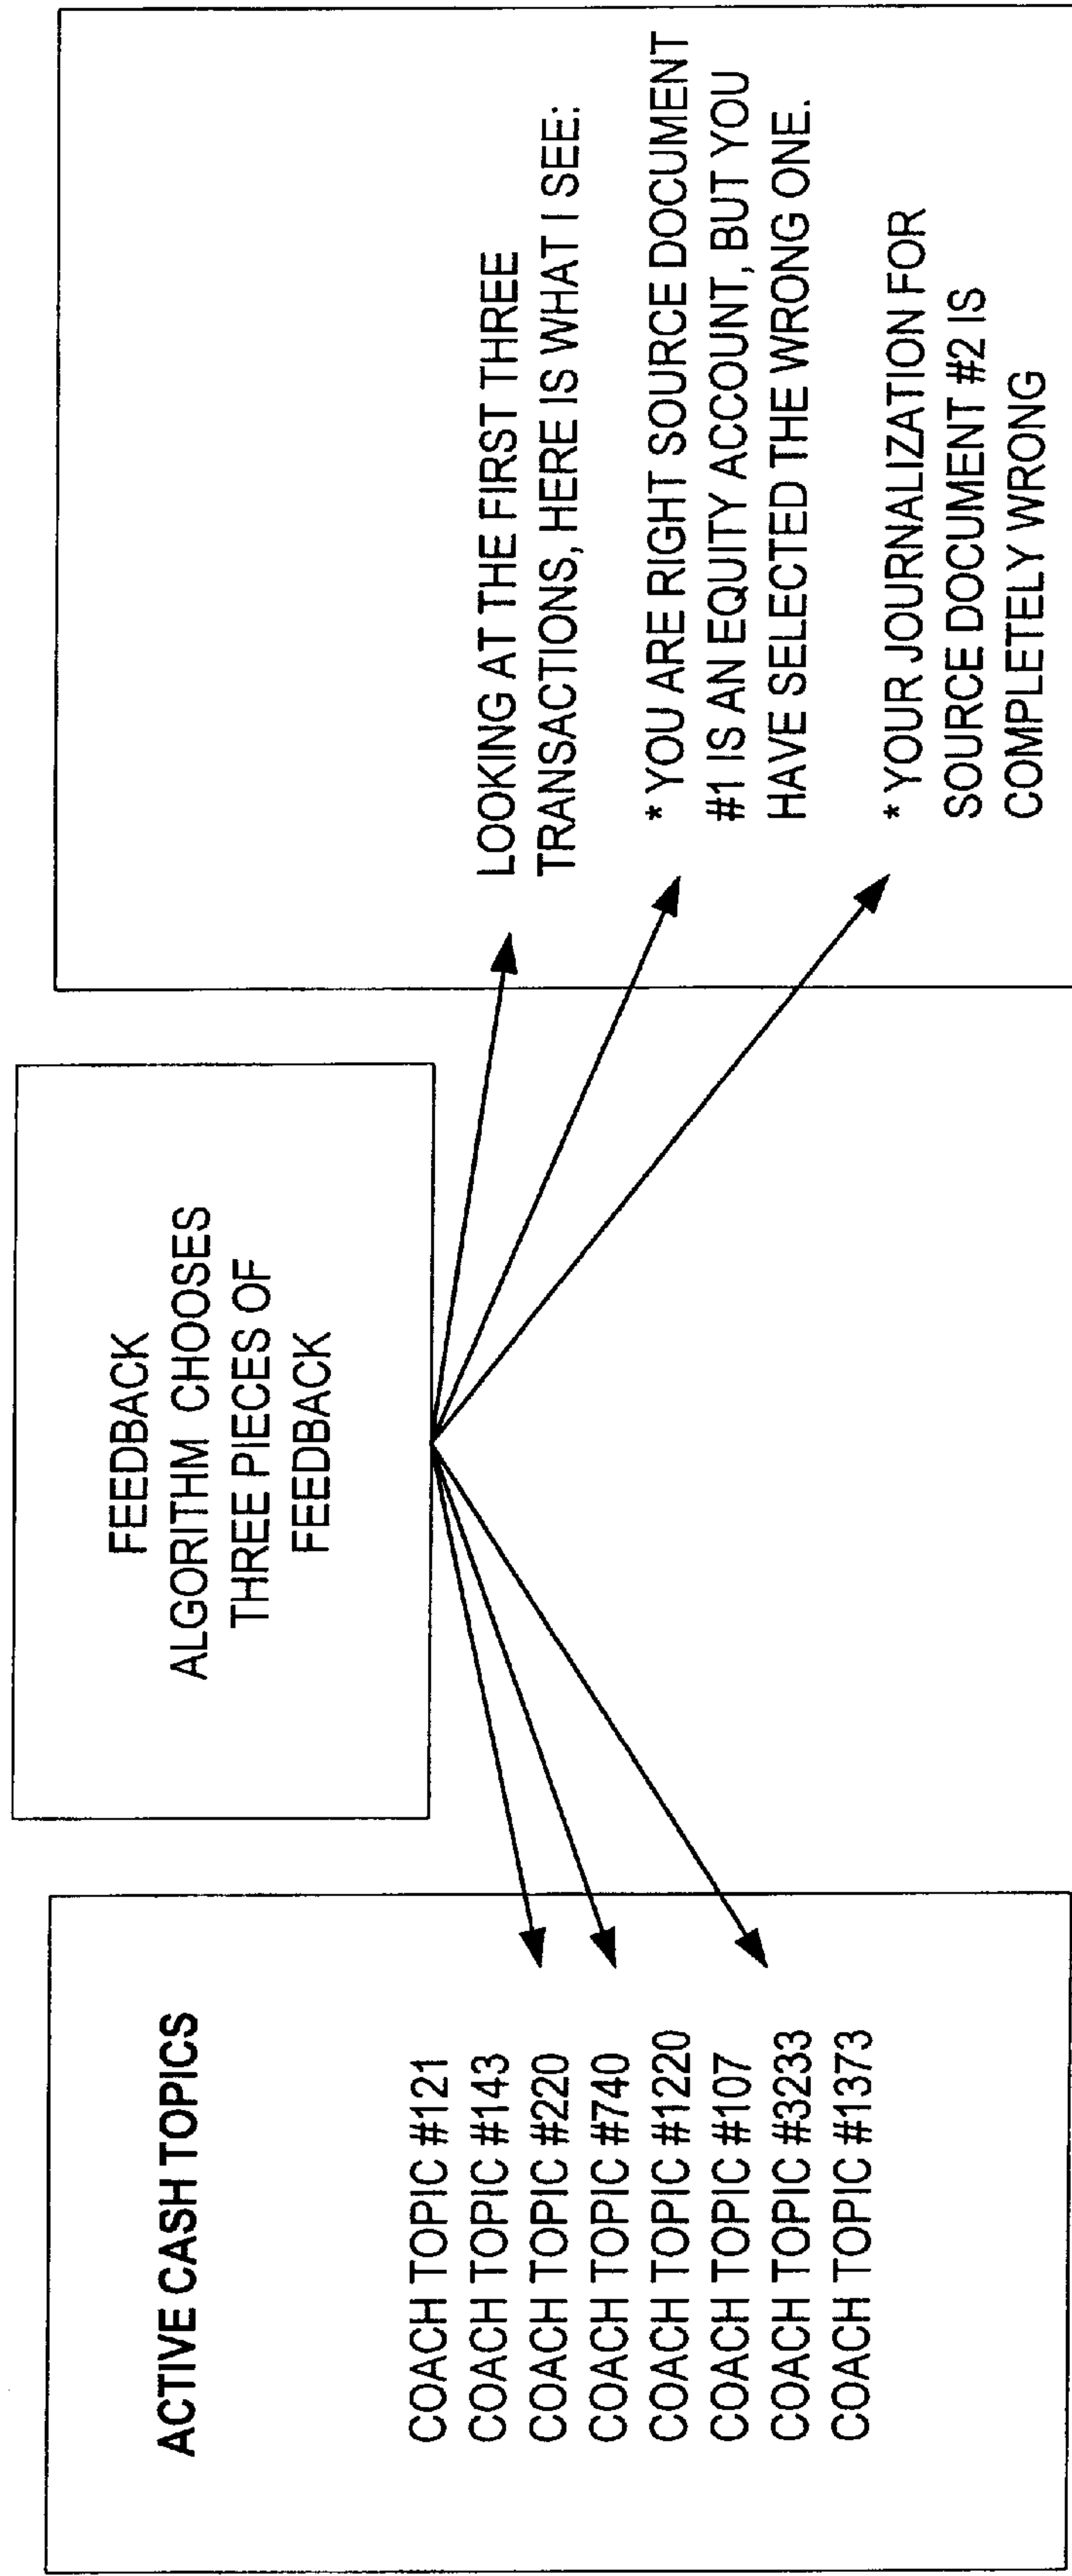 ACTIVE CASH TOPICS
COACH TOPIC #121
COACH TOPIC #143
COACH TOPIC #220
COACH TOPIC #740
COACH TOPIC #1220
COACH TOPIC #107
COACH TOPIC #3233
COACH TOPIC #1373
FEEDBACK
ALGORITHM CHOOSES
THREE PIECES OF
FEEDBACK
LOOKING AT THE FIRST THREE
TRANSACTIONS, HERE IS WHAT I SEE:
* YOU ARE RIGHT SOURCE DOCUMENT
#1 IS AN EQUITY ACCOUNT, BUT YOU
HAVE SELECTED THE WRONG ONE.
* YOUR JOURNALIZATION FOR
SOURCE DOCUMENT #2 IS
COMPLETELY WRONG